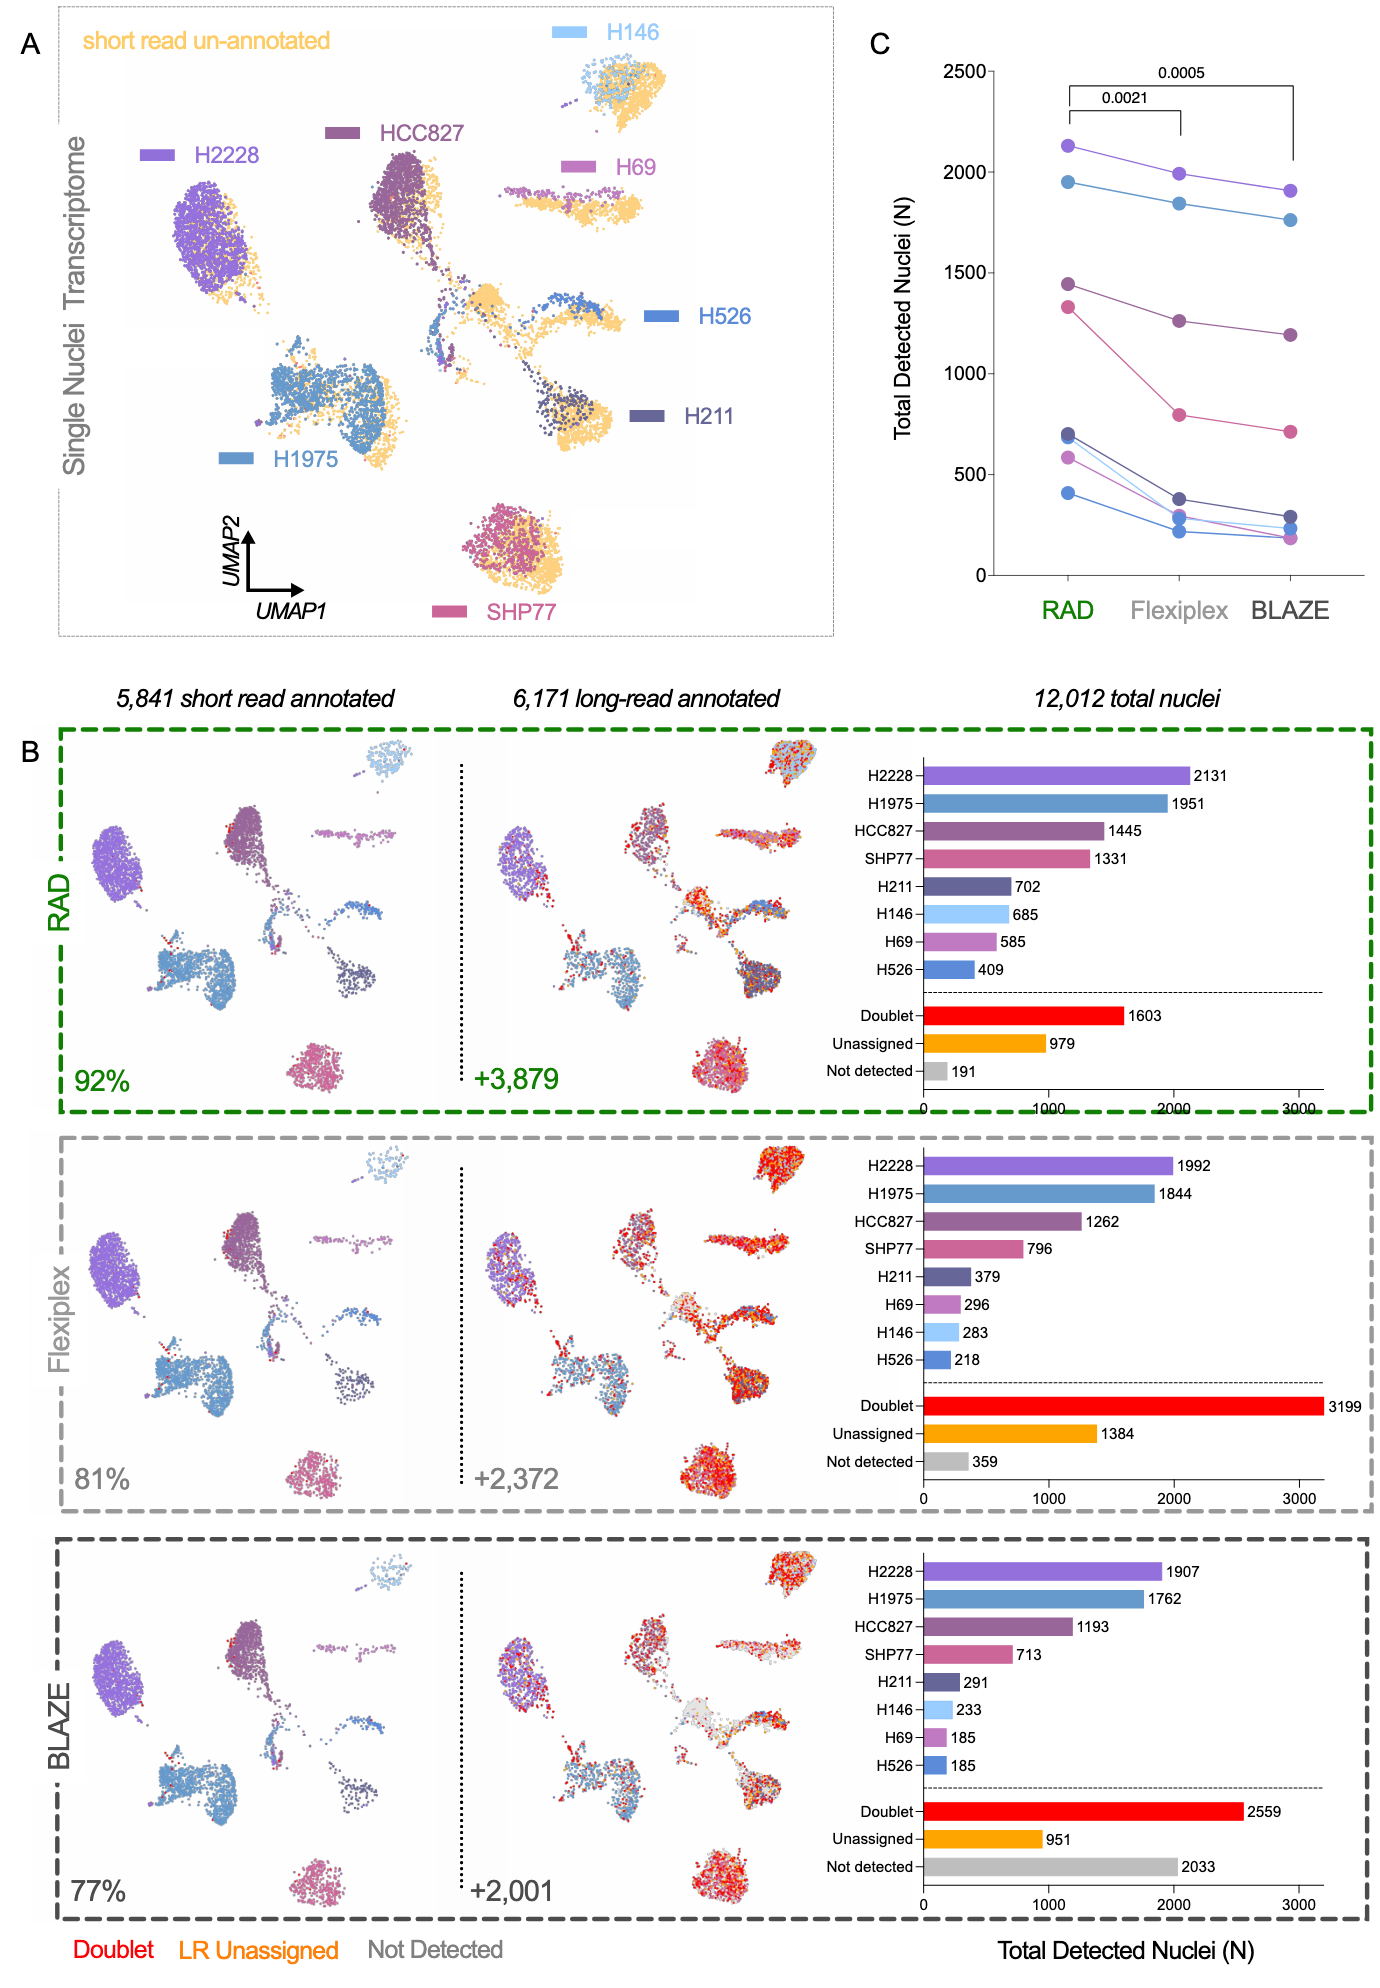 A
short read un-annotated
H146
HCC827
H2228
H69
H526
H211
H1975
SHP77
Single Nuclei Transcriptome
UMAP2
UMAP1
C
2500
2000
1500
1000
500
0
Total Detected Nuclei (N)
0.0005
0.0021
RAD
Flexiplex
BLAZE
5,841 short read annotated
6,171 long-read annotated
12,012 total nuclei
B
RAD
92%
+3,879
H2228 2131
H1975 1951
HCC827 1445
SHP77 1331
H211 702
H146 685
H69 585
H526 409
Doublet 1603
Unassigned 979
Not detected 191
0 1000 2000 3000
Flexiplex
81%
+2,372
H2228 1992
H1975 1844
HCC827 1262
SHP77 796
H211 379
H69 296
H146 283
H526 218
Doublet 3199
Unassigned 1384
Not detected 359
0 1000 2000 3000
BLAZE
77%
+2,001
H2228 1907
H1975 1762
HCC827 1193
SHP77 713
H211 291
H146 233
H69 185
H526 185
Doublet 2559
Unassigned 951
Not detected 2033
0 1000 2000 3000
Doublet LR Unassigned Not Detected
Total Detected Nuclei (N)